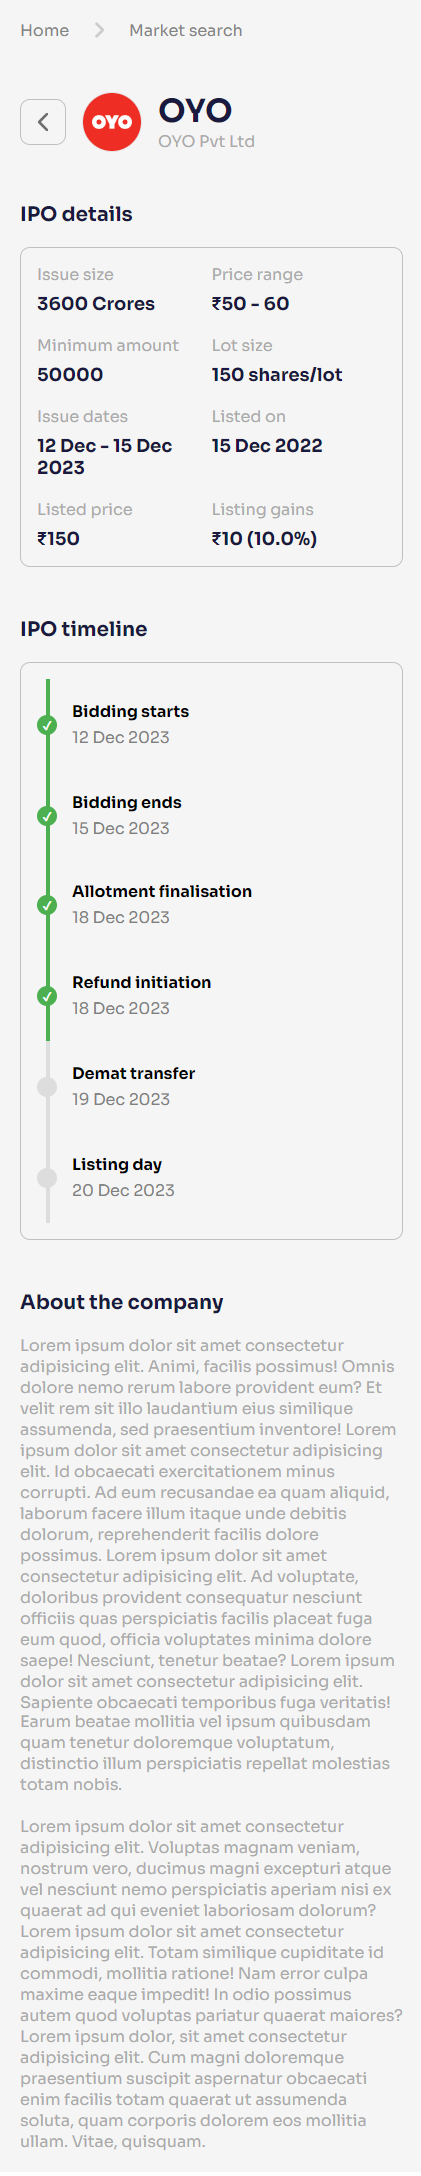 Home Market search
OYO
OYO
OYO Pvt Ltd
IPO details
Issue size Price range
3600 Crores ₹50 - 60
Minimum amount Lot size
50000 150 shares/lot
Issue dates Listed on
12 Dec - 15 Dec 15 Dec 2022
2023
Listed price Listing gains
₹150 ₹10 (10.0%)
IPO timeline
Bidding starts
12 Dec 2023
Bidding ends
15 Dec 2023
Allotment finalisation
18 Dec 2023
Refund initiation
18 Dec 2023
Demat transfer
19 Dec 2023
Listing day
20 Dec 2023
About the company
Lorem ipsum dolor sit amet consectetur
adipisicing elit. Animi, facilis possimus! Omnis
dolore nemo rerum labore provident eum? Et
velit rem sit illo laudantium eius similique
assumenda, sed praesentium inventore! Lorem
ipsum dolor sit amet consectetur adipisicing
elit. Id obcaecati exercitationem minus
corrupti. Ad eum recusandae ea quam aliquid,
laborum facere illum itaque unde debitis
dolorum, reprehenderit facilis dolore
possimus. Lorem ipsum dolor sit amet
consectetur adipisicing elit. Ad voluptate,
doloribus provident consequatur nesciunt
officiis quas perspiciatis facilis placeat fuga
eum quod, officia voluptates minima dolore
saepe! Nesciunt, tenetur beatae? Lorem ipsum
dolor sit amet consectetur adipisicing elit.
Sapiente obcaecati temporibus fuga veritatis!
Earum beatae mollitia vel ipsum quibusdam
quam tenetur doloremque voluptatum,
distinctio illum perspiciatis repellat molestias
totam nobis.
Lorem ipsum dolor sit amet consectetur
adipisicing elit. Voluptas magnam veniam,
nostrum vero, ducimus magni excepturi atque
vel nesciunt nemo perspiciatis aperiam nisi ex
quaerat ad qui eveniet laboriosam dolorum?
Lorem ipsum dolor sit amet consectetur
adipisicing elit. Totam similique cupiditate id
commodi, mollitia ratione! Nam error culpa
maxime eaque impedit! In odio possimus
autem quod voluptas pariatur quaerat maiores?
Lorem ipsum dolor, sit amet consectetur
adipisicing elit. Cum magni doloremque
praesentium suscipit aspernatur obcaecati
enim facilis totam quaerat ut assumenda
soluta, quam corporis dolorem eos mollitia
ullam. Vitae, quisquam.